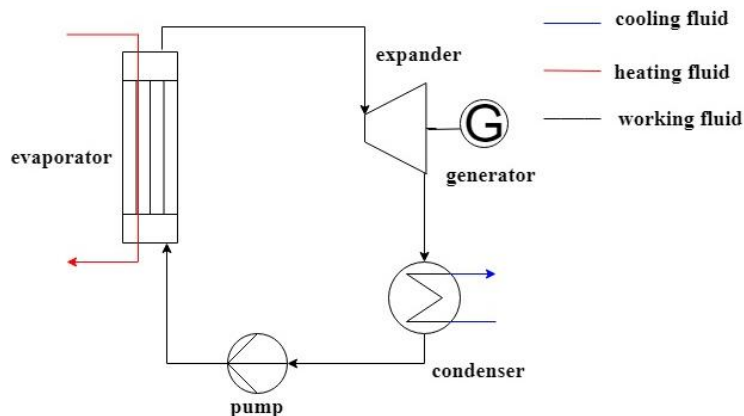 cooling fluid
expander
heating fluid
G
working fluid
evaporator
generator
condenser
pump